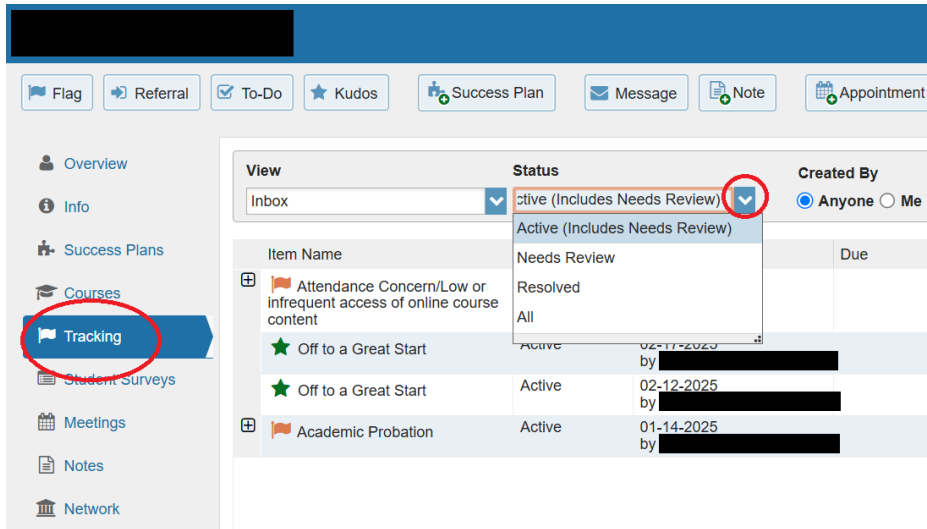 Flag
Referral
To-Do
Kudos
Success Plan
Message
Note
Appointment
Overview
Info
Success Plans
Courses
Tracking
Student Surveys
Meetings
Notes
Network
View
Status
Created By
Inbox
ctive (Includes Needs Review)
Anyone
Me
Active (Includes Needs Review)
Needs Review
Resolved
All
Item Name
Due
Attendance Concern/Low or
infrequent access of online course
content
Off to a Great Start
Active
02-17-2025
by
Off to a Great Start
Active
02-12-2025
by
Academic Probation
Active
01-14-2025
by